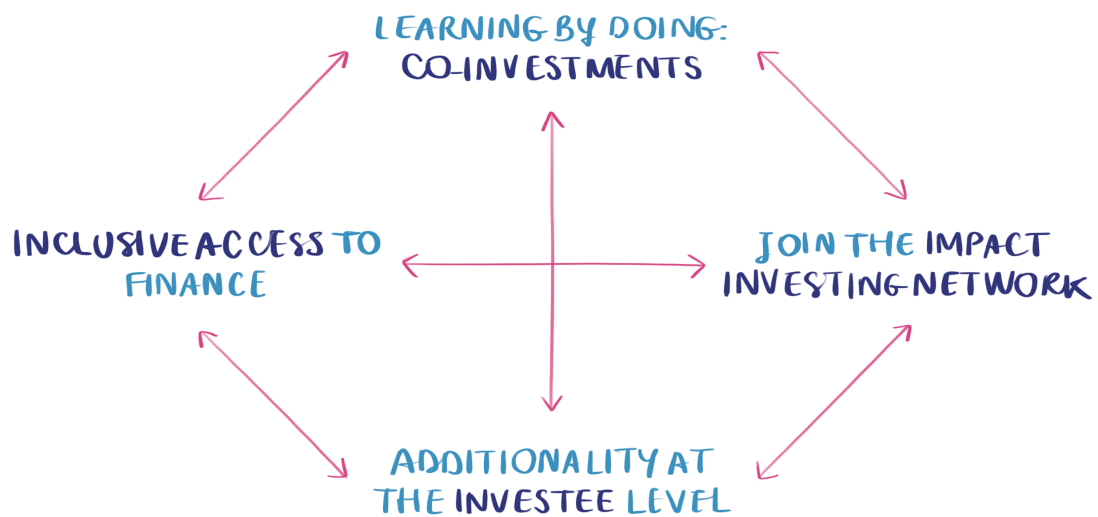 LEARNING BY DOING:
CO-INVESTMENTS
INCLUSIVE ACCESS TO
FINANCE
JOIN THE IMPACT
INVESTING NETWORK
ADDITIONALITY AT
THE INVESTEE LEVEL